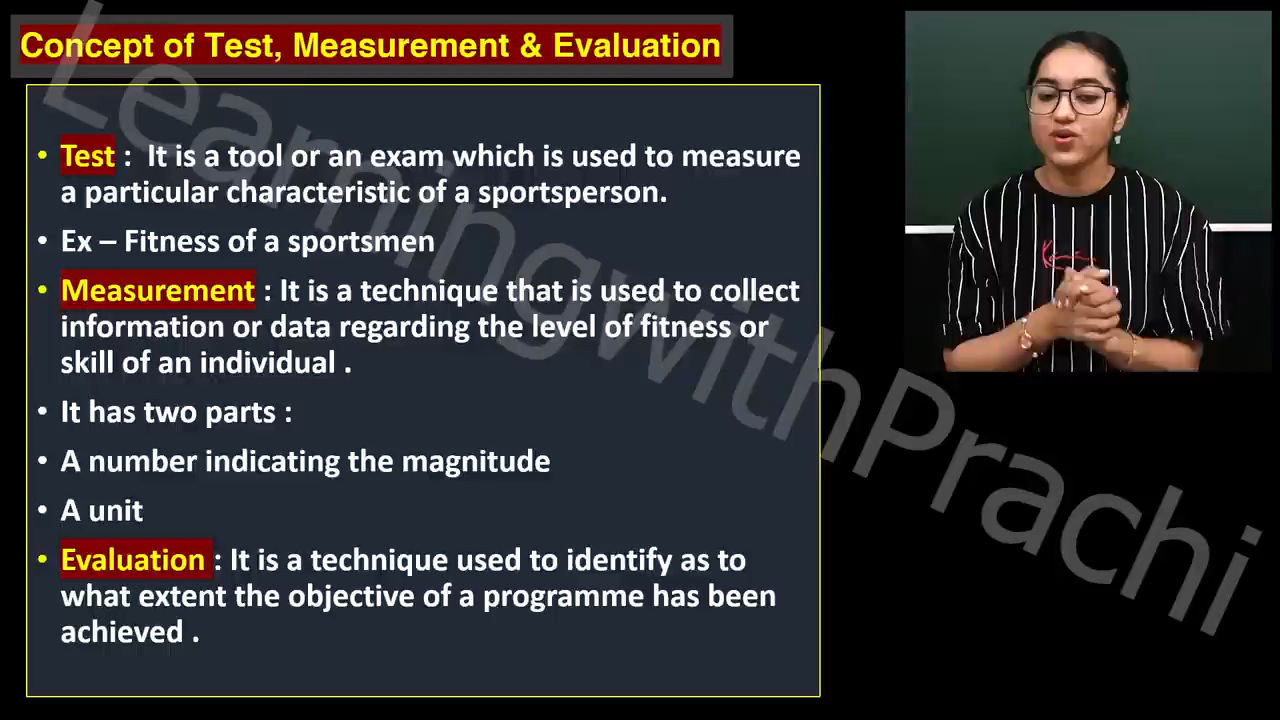 Concept of Test, Measurement & Evaluation
• Test : It is a tool or an exam which is used to measure
a particular characteristic of a sportsperson.
• Ex – Fitness of a sportsmen
• Measurement : It is a technique that is used to collect
information or data regarding the level of fitness or
skill of an individual .
• It has two parts :
• A number indicating the magnitude
• A unit
• Evaluation : It is a technique used to identify as to
what extent the objective of a programme has been
achieved .
LearningwithPrachi